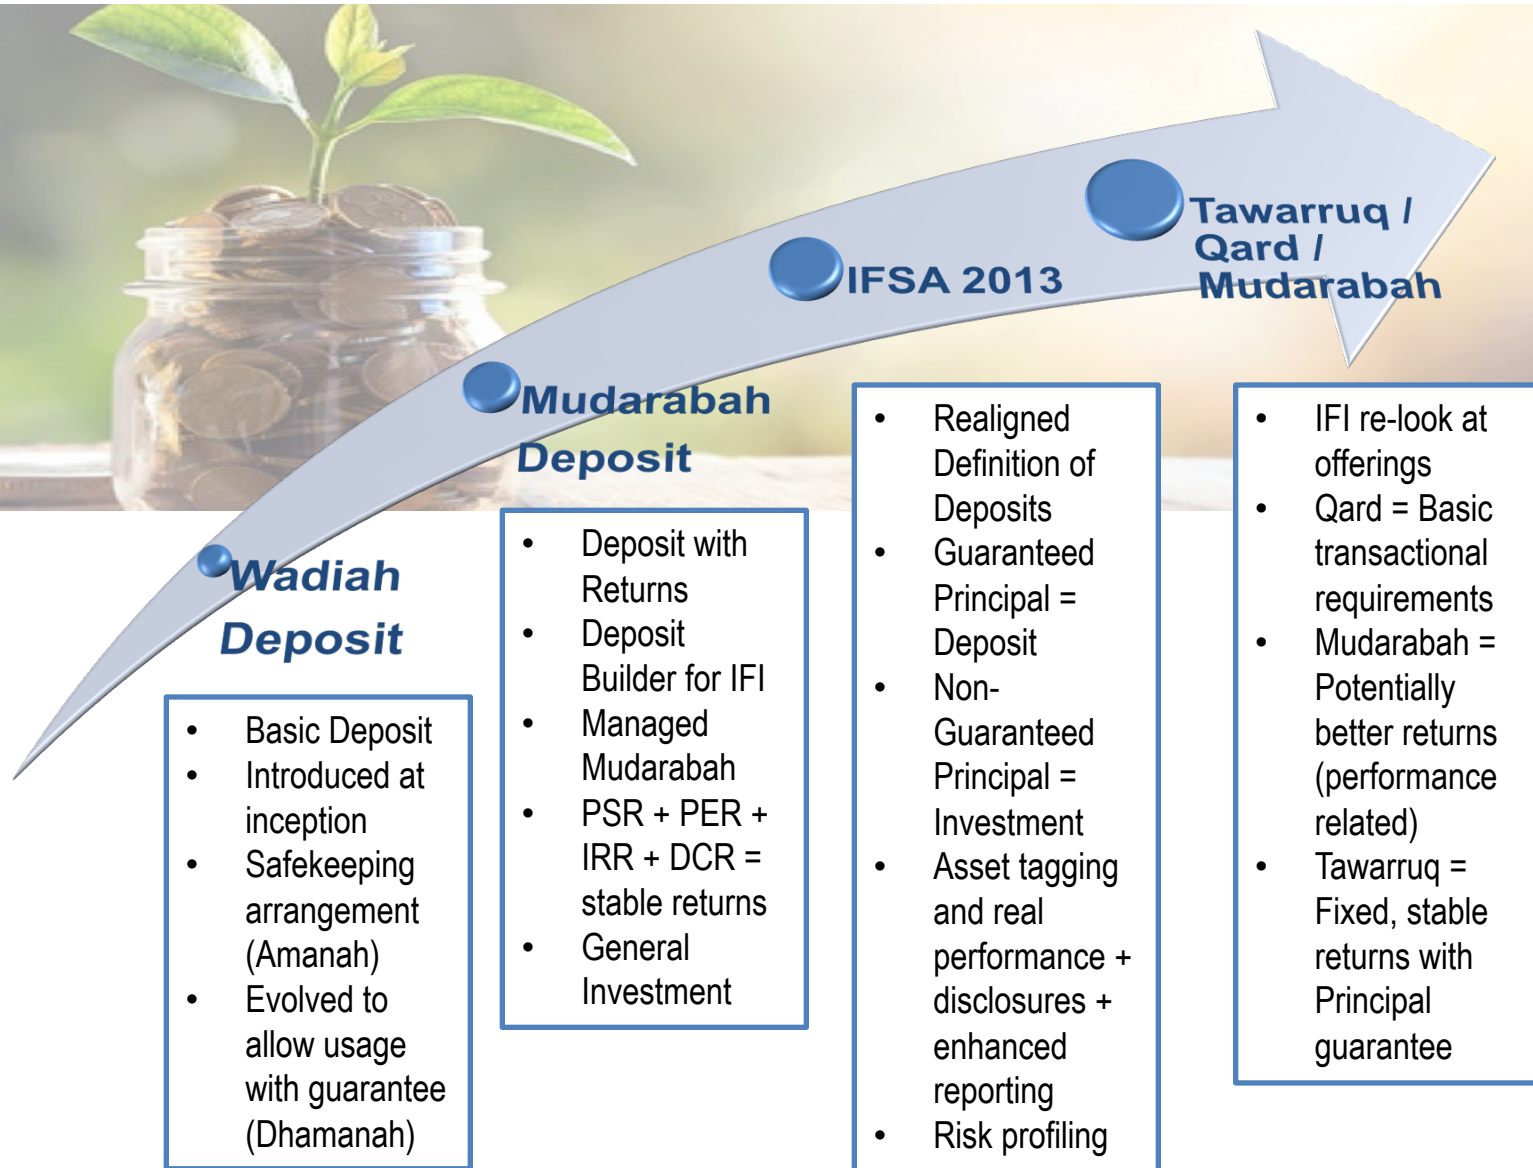 Wadiah
Deposit
• Basic Deposit
• Introduced at
inception
• Safekeeping
arrangement
(Amanah)
• Evolved to
allow usage
with guarantee
(Dhamanah)
Mudarabah
Deposit
• Deposit with
Returns
• Deposit
Builder for IFI
• Managed
Mudarabah
• PSR + PER +
IRR + DCR =
stable returns
• General
Investment
IFSA 2013
• Realigned
Definition of
Deposits
• Guaranteed
Principal =
Deposit
• Non-
Guaranteed
Principal =
Investment
• Asset tagging
and real
performance +
disclosures +
enhanced
reporting
• Risk profiling
Tawarruq /
Qard /
Mudarabah
• IFI re-look at
offerings
• Qard = Basic
transactional
requirements
• Mudarabah =
Potentially
better returns
(performance
related)
• Tawarruq =
Fixed, stable
returns with
Principal
guarantee